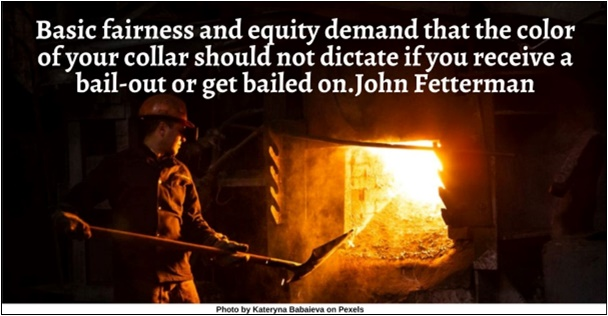 Basic fairness and equity demand that the color
of your collar should not dictate if you receive a
bail-out or get bailed on.John Fetterman
Photo by Kateryna Babaieva on Pexels